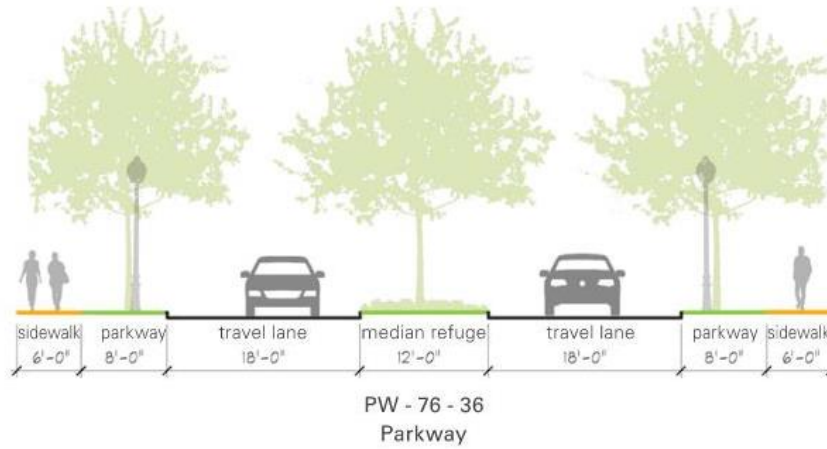 sidewalk parkway travel lane median refuge travel lane parkway sidewalk
6'-0" 8'-0" 18'-0" 12'-0" 18'-0" 8'-0" 6'-0"
PW - 76 - 36
Parkway